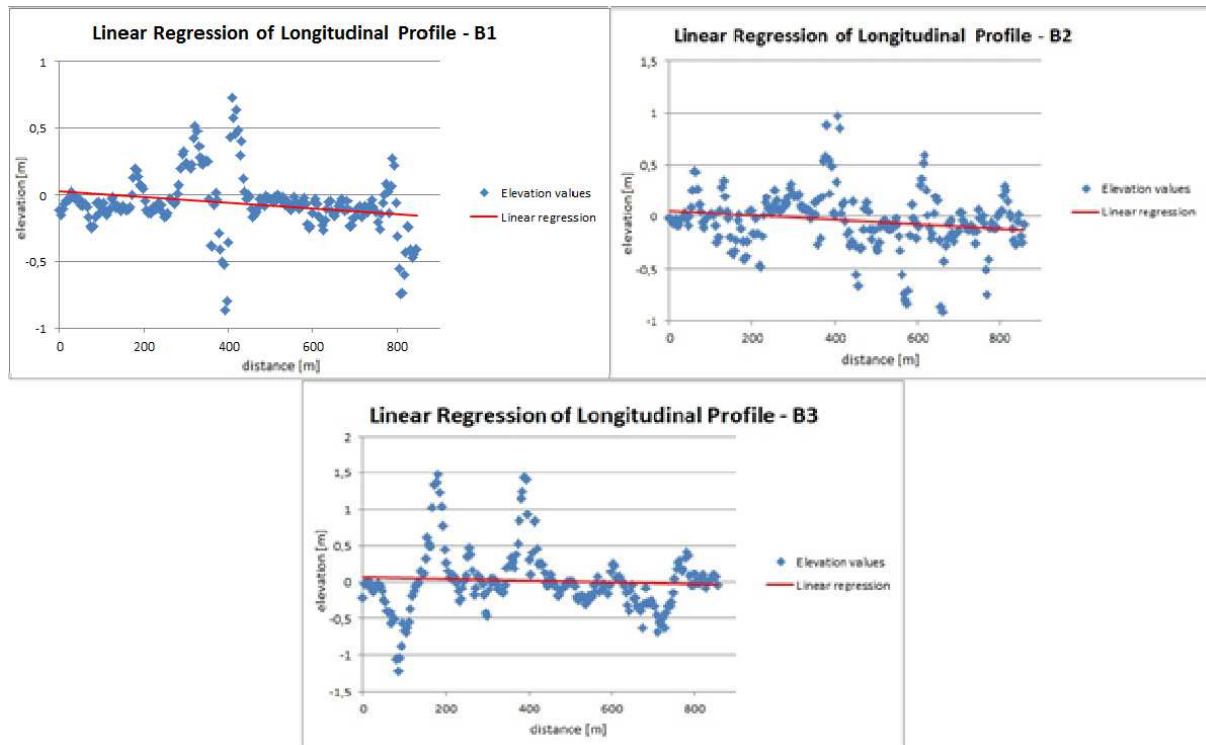 Linear Regression of Longitudinal Profile - B1
1
0,5
0
-0,5
-1
elevation [m]
0 200 400 600 800
distance [m]
Elevation values
Linear regression
Linear Regression of Longitudinal Profile - B2
1,5
1
0,5
0
-0,5
-1
elevation [m]
0 200 400 600 800
distance [m]
Elevation values
Linear regression
Linear Regression of Longitudinal Profile - B3
2
1,5
1
0,5
0
-0,5
-1
-1,5
elevation [m]
0 200 400 600 800
distance [m]
Elevation values
Linear regression